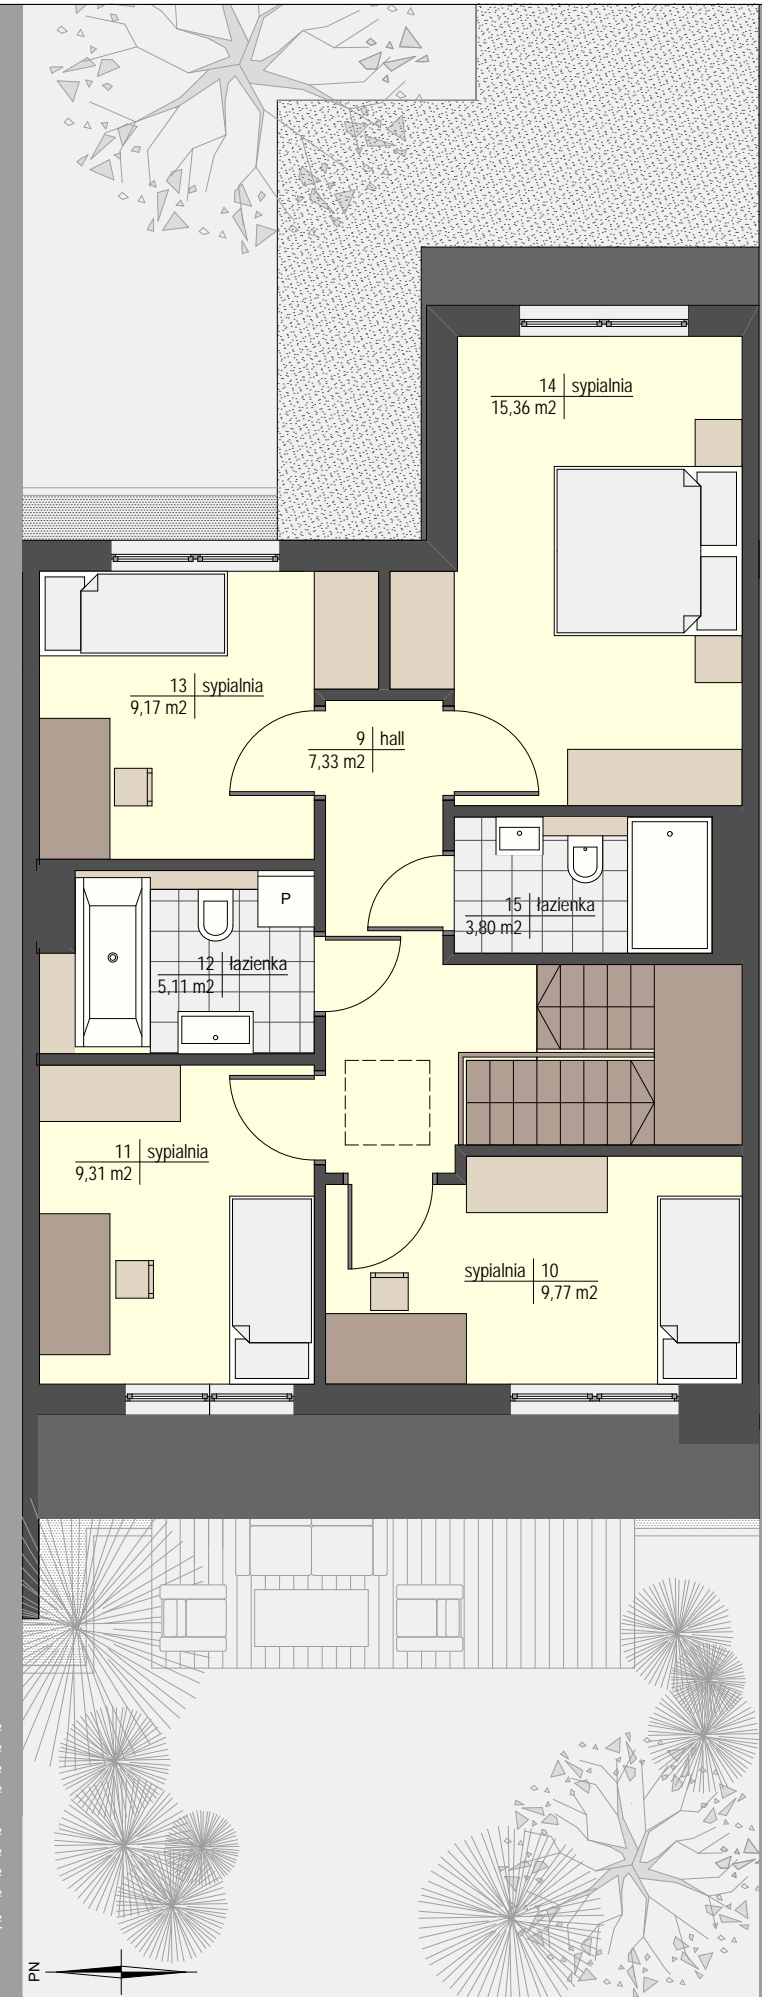 14 sypialnia
15,36 m2
13 sypialnia
9,17 m2
9 hall
7,33 m2
P
15 łazienka
3,80 m2
12 łazienka
5,11 m2
11 sypialnia
9,31 m2
sypialnia 10
9,77 m2
PN